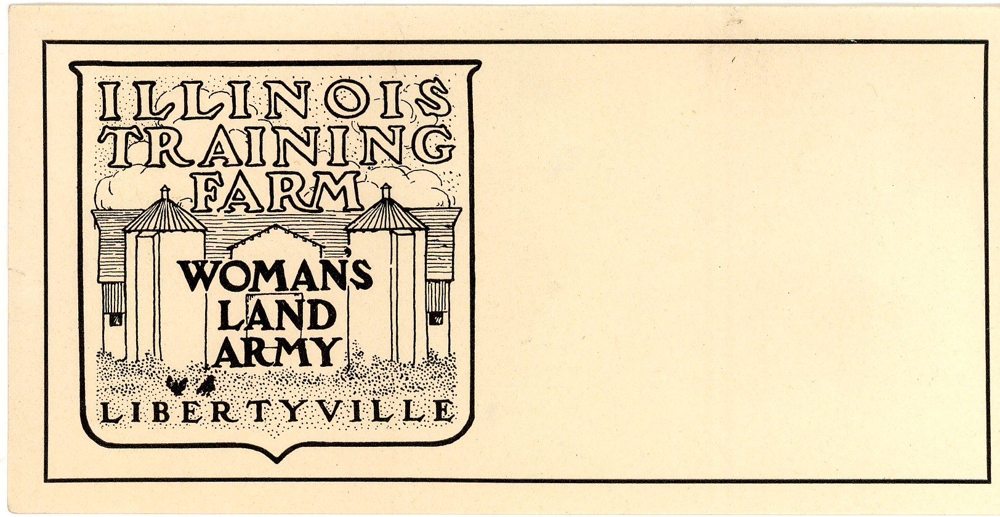 ILLINOIS
TRAINING
FARM
WOMAN'S
LAND
ARMY
LIBERTYVILLE